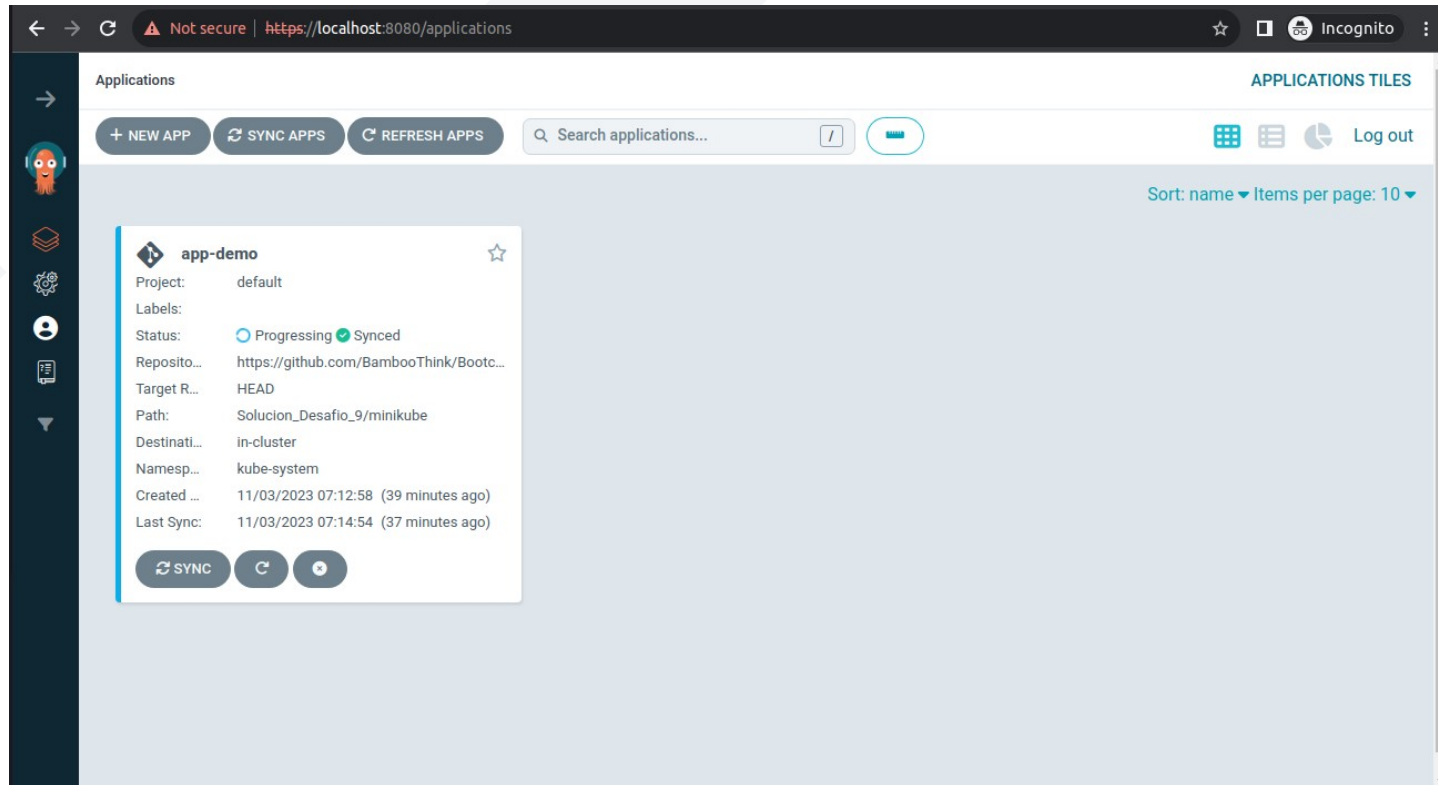 Not secure | https://localhost:8080/applications
Incognito
Applications
APPLICATIONS TILES
+ NEW APP SYNC APPS REFRESH APPS Search applications... / Log out
Sort: name Items per page: 10
app-demo
Project: default
Labels:
Status: Progressing Synced
Reposito... https://github.com/BambooThink/Bootc...
Target R... HEAD
Path: Solucion_Desafio_9/minikube
Destinati... in-cluster
Namesp... kube-system
Created ... 11/03/2023 07:12:58 (39 minutes ago)
Last Sync: 11/03/2023 07:14:54 (37 minutes ago)
SYNC